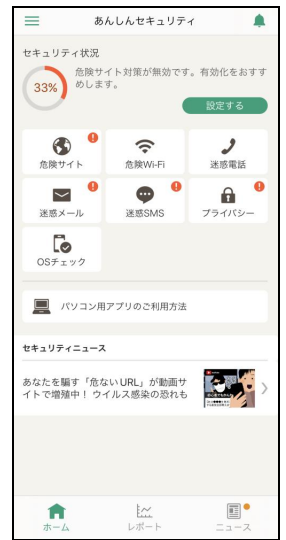 あんしんセキュリティ
セキュリティ状況
33%
危険サイト対策が無効です。有効化をおすす
めします。
設定する
危険サイト
危険Wi-Fi
迷惑電話
迷惑メール
迷惑SMS
プライバシー
OSチェック
パソコン用アプリのご利用方法
セキュリティニュース
あなたを騙す「危ないURL」が動画サ
イトで増殖中！ ウイルス感染の恐れも
ホーム
レポート
ニュース